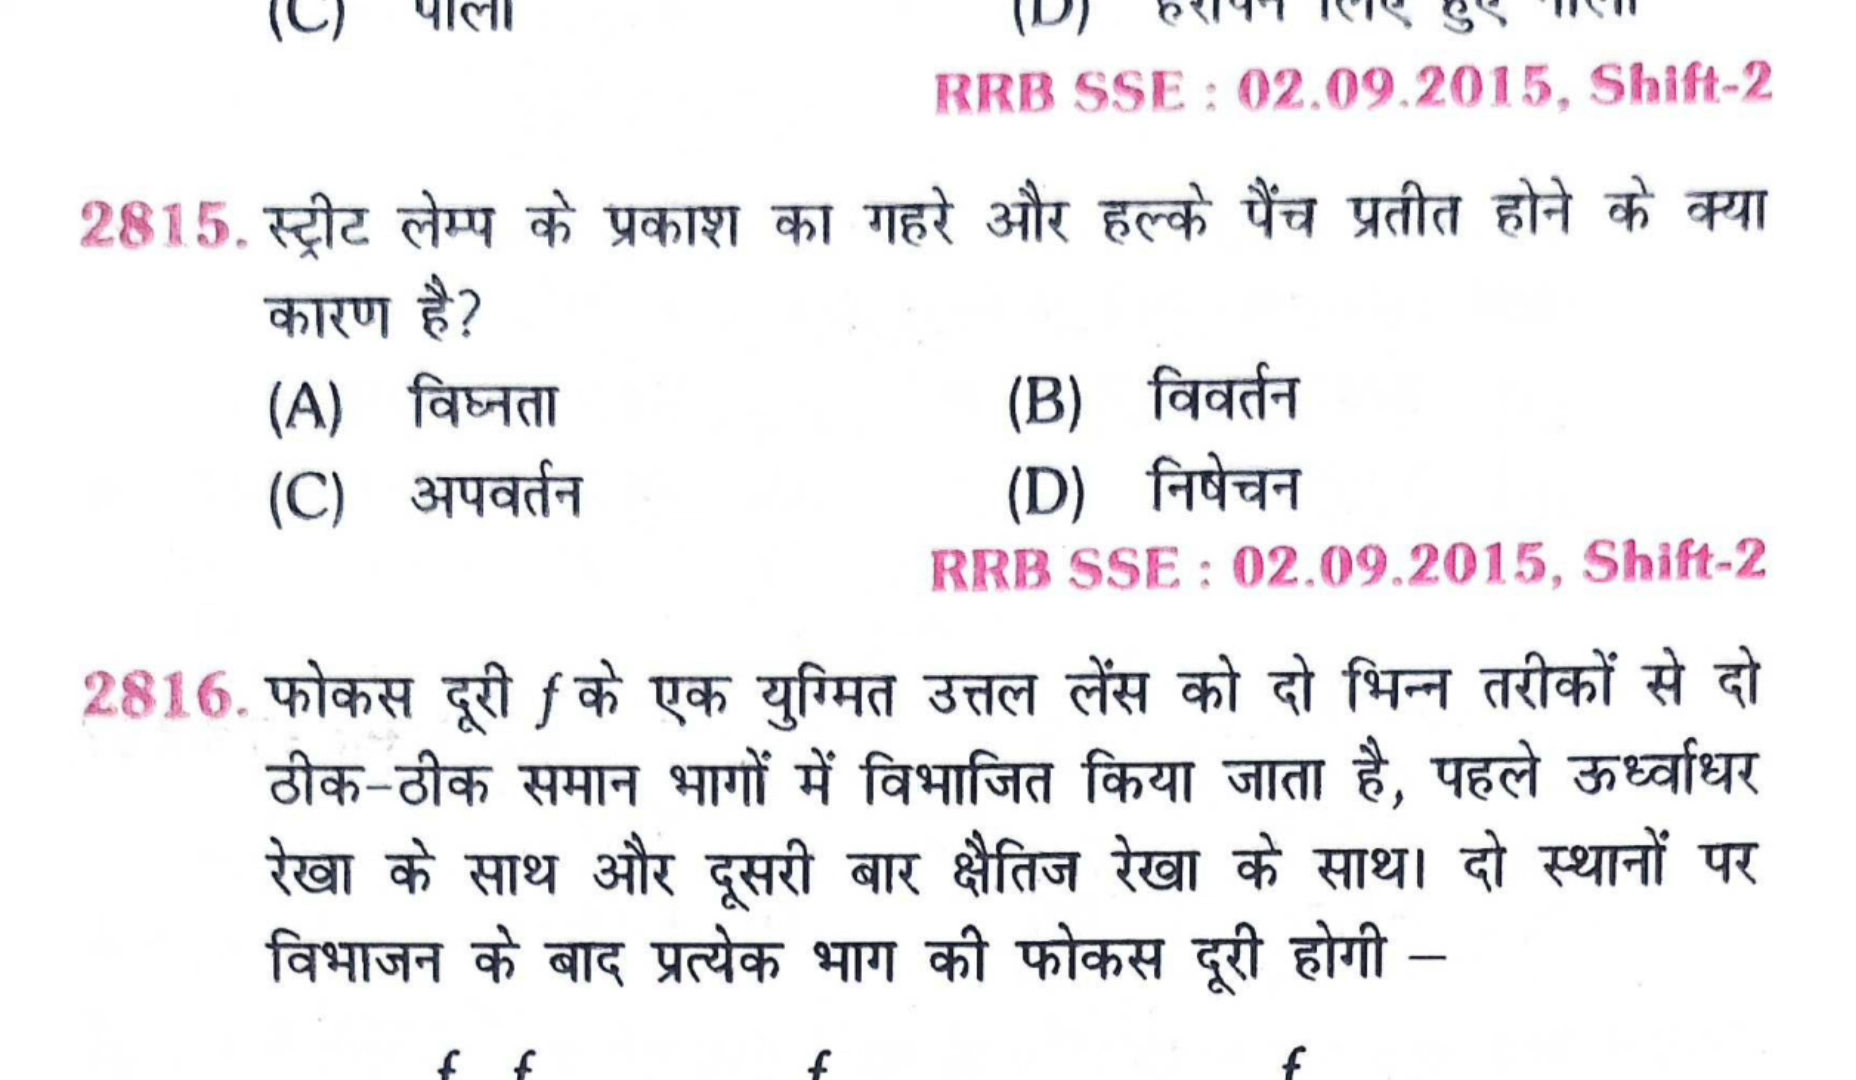 (C) पीला (D)
RRB SSE : 02.09.2015, Shift-2
2815. स्ट्रीट लेम्प के प्रकाश का गहरे और हल्के पैंच प्रतीत होने के क्या
कारण है?
(A) विघ्नता (B) विवर्तन
(C) अपवर्तन (D) निषेचन
RRB SSE : 02.09.2015, Shift-2
2816. फोकस दूरी f के एक युग्मित उत्तल लेंस को दो भिन्न तरीकों से दो
ठीक-ठीक समान भागों में विभाजित किया जाता है, पहले ऊर्ध्वाधर
रेखा के साथ और दूसरी बार क्षैतिज रेखा के साथ। दो स्थानों पर
विभाजन के बाद प्रत्येक भाग की फोकस दूरी होगी –
f f f f